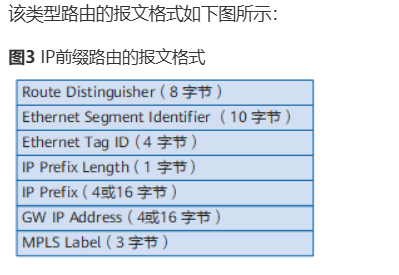 该类型路由的报文格式如下图所示：
图3 IP前缀路由的报文格式
Route Distinguisher（8 字节）
Ethernet Segment Identifier （10 字节）
Ethernet Tag ID（4 字节）
IP Prefix Length（1 字节）
IP Prefix（4或16 字节）
GW IP Address（4或16 字节）
MPLS Label（3 字节）